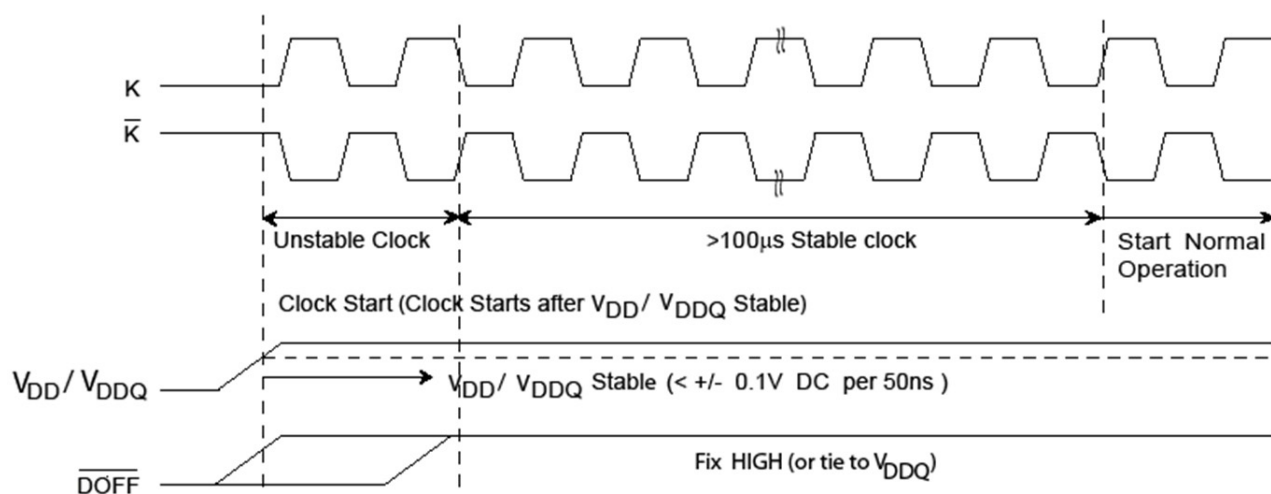 K
K̅
Unstable Clock
>100μs Stable clock
Start Normal
Operation
Clock Start (Clock Starts after VDD/ VDDQ Stable)
VDD/ VDDQ
VDD/ VDDQ Stable (< +/- 0.1V DC per 50ns )
Fix HIGH (or tie to VDDQ)
D̅O̅F̅F̅